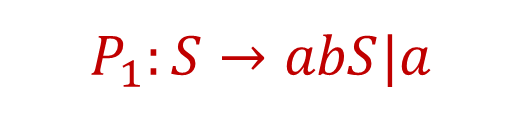 P₁: S → abS|a